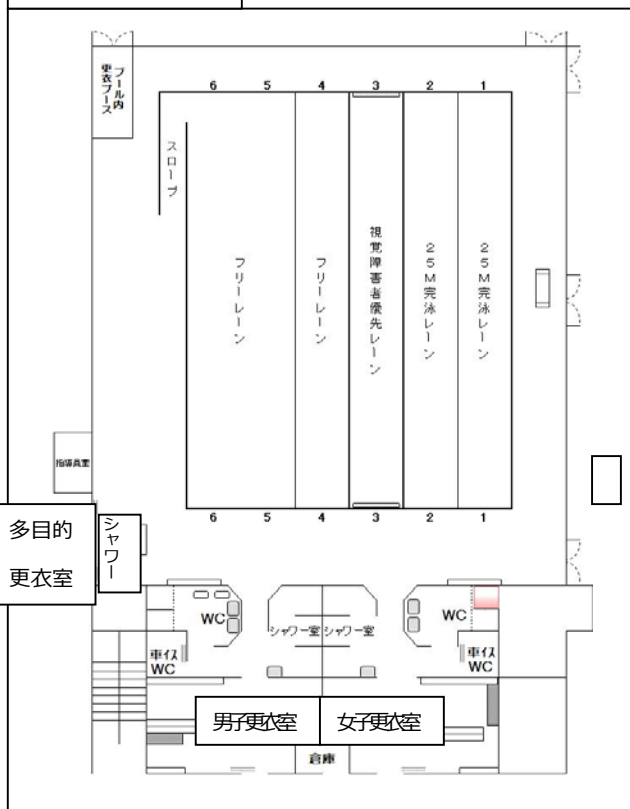 プール内
更衣ブース
6 5 4 3 2 1
スロープ
フリーレーン
フリーレーン
視覚障害者優先レーン
25M完泳レーン
25M完泳レーン
指導員室
6 5 4 3 2 1
多目的
更衣室
シャワー
WC
シャワー室
シャワー室
WC
車イス
WC
車イス
WC
男子更衣室
女子更衣室
倉庫